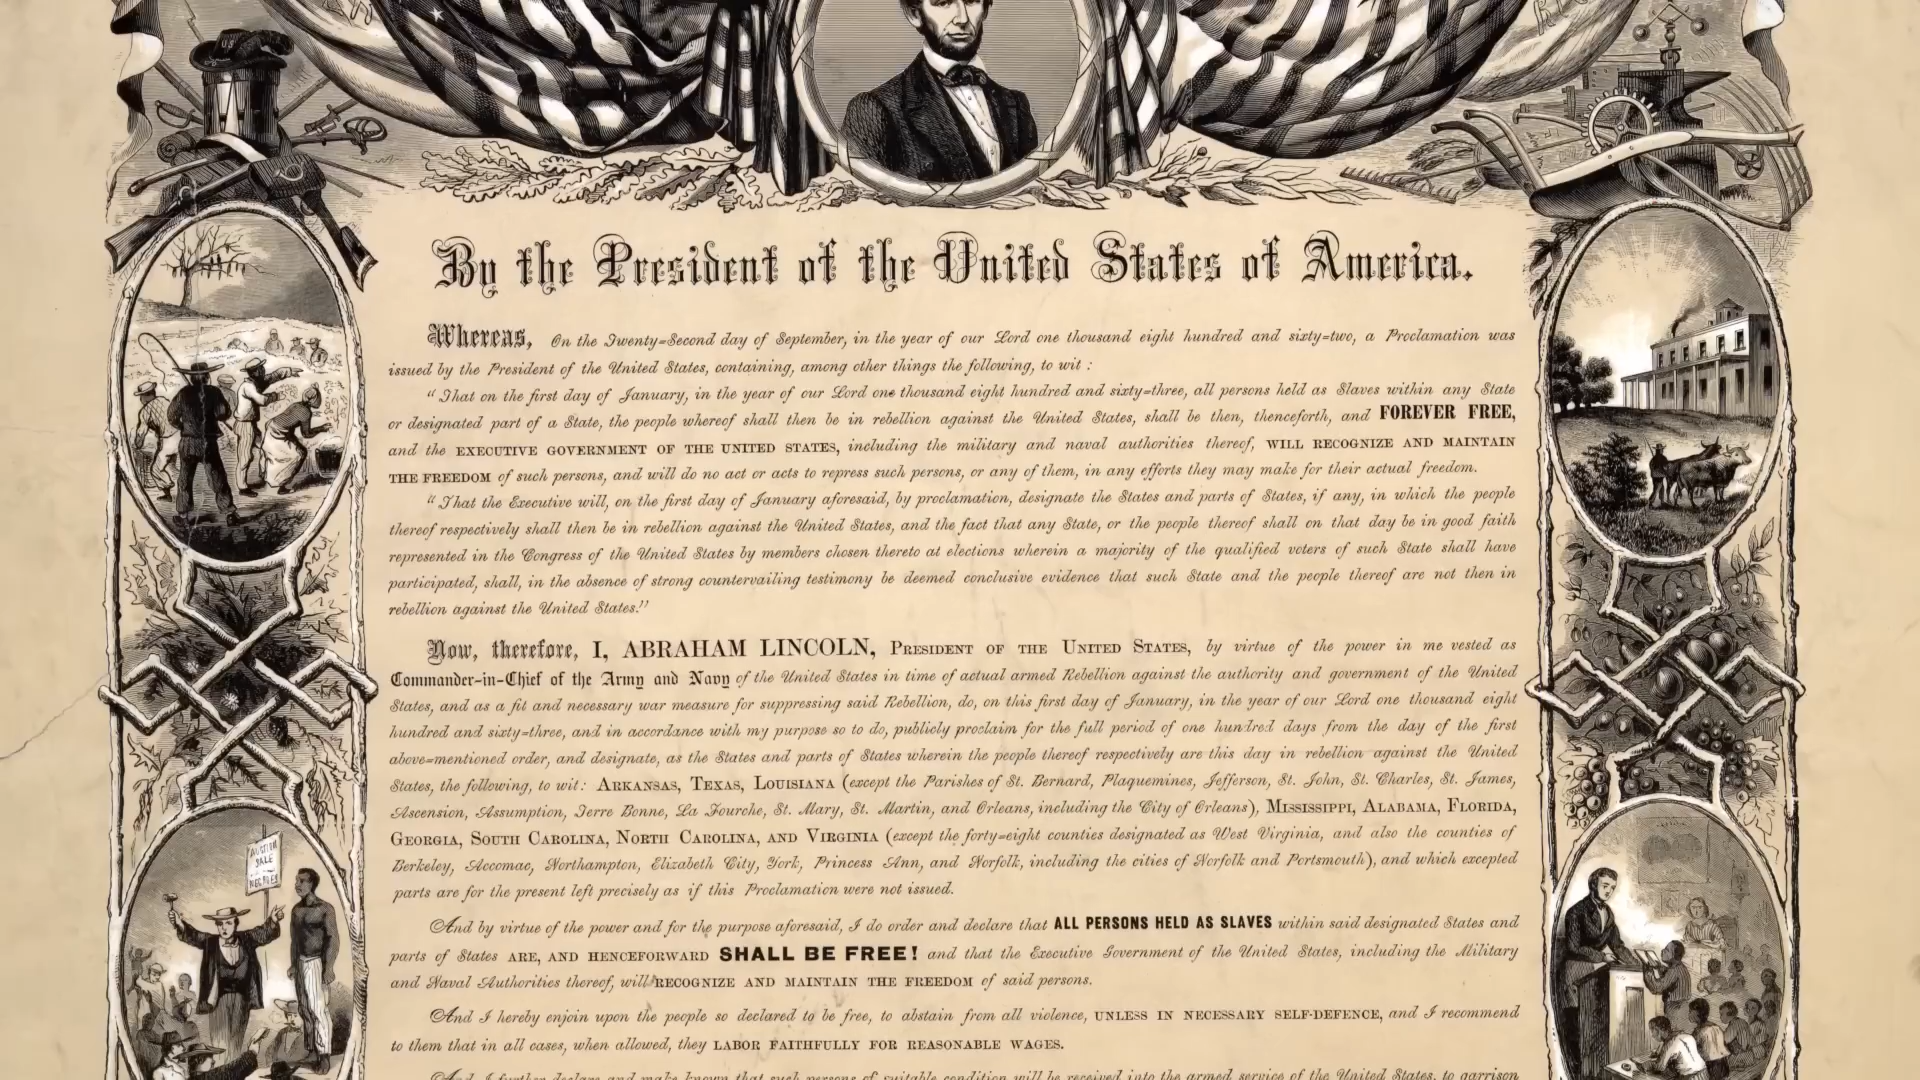 US
By the President of the United States of America.
Whereas, On the Twenty=Second day of September, in the year of our Lord one thousand eight hundred and sixty=two, a Proclamation was
issued by the President of the United States, containing, among other things the following, to wit :
"That on the first day of January, in the year of our Lord one thousand eight hundred and sixty=three, all persons held as Slaves within any State
or designated part of a State, the people whereof shall then be in rebellion against the United States, shall be then, thenceforth, and FOREVER FREE,
and the EXECUTIVE GOVERNMENT OF THE UNITED STATES, including the military and naval authorities thereof, WILL RECOGNIZE AND MAINTAIN
THE FREEDOM of such persons, and will do no act or acts to repress such persons, or any of them, in any efforts they may make for their actual freedom.
"That the Executive will, on the first day of January aforesaid, by proclamation, designate the States and parts of States, if any, in which the people
thereof respectively shall then be in rebellion against the United States, and the fact that any State, or the people thereof shall on that day be in good faith
represented in the Congress of the United States by members chosen thereto at elections wherein a majority of the qualified voters of such State shall have
participated, shall, in the absence of strong countervailing testimony be deemed conclusive evidence that such State and the people thereof are not then in
rebellion against the United States."
Now, therefore, I, ABRAHAM LINCOLN, PRESIDENT OF THE UNITED STATES, by virtue of the power in me vested as
Commander-in-Chief of the Army and Navy of the United States in time of actual armed Rebellion against the authority and government of the United
States, and as a fit and necessary war measure for suppressing said Rebellion, do, on this first day of January, in the year of our Lord one thousand eight
hundred and sixty=three, and in accordance with my purpose so to do, publicly proclaim for the full period of one hundred days from the day of the first
above=mentioned order, and designate, as the States and parts of States wherein the people thereof respectively are this day in rebellion against the United
States, the following, to wit: ARKANSAS, TEXAS, LOUISIANA (except the Parishes of St. Bernard, Plaquemines, Jefferson, St. John, St. Charles, St. James,
Ascension, Assumption, Terre Bonne, La Fourche, St. Mary, St. Martin, and Orleans, including the City of Orleans), MISSISSIPPI, ALABAMA, FLORIDA,
GEORGIA, SOUTH CAROLINA, NORTH CAROLINA, AND VIRGINIA (except the forty=eight counties designated as West Virginia, and also the counties of
Berkeley, Accomac, Northampton, Elizabeth City, York, Princess Ann, and Norfolk, including the cities of Norfolk and Portsmouth), and which excepted
parts are for the present left precisely as if this Proclamation were not issued.
AUCTION
SALE
NEGROES
And by virtue of the power and for the purpose aforesaid, I do order and declare that ALL PERSONS HELD AS SLAVES within said designated States and
parts of States ARE, AND HENCEFORWARD SHALL BE FREE! and that the Executive Government of the United States, including the Military
and Naval Authorities thereof, will RECOGNIZE AND MAINTAIN THE FREEDOM of said persons.
And I hereby enjoin upon the people so declared to be free, to abstain from all violence, UNLESS IN NECESSARY SELF-DEFENCE, and I recommend
to them that in all cases, when allowed, they LABOR FAITHFULLY FOR REASONABLE WAGES.
And I further declare and make known that such persons of suitable condition will be received into the armed service of the United States, to garrison